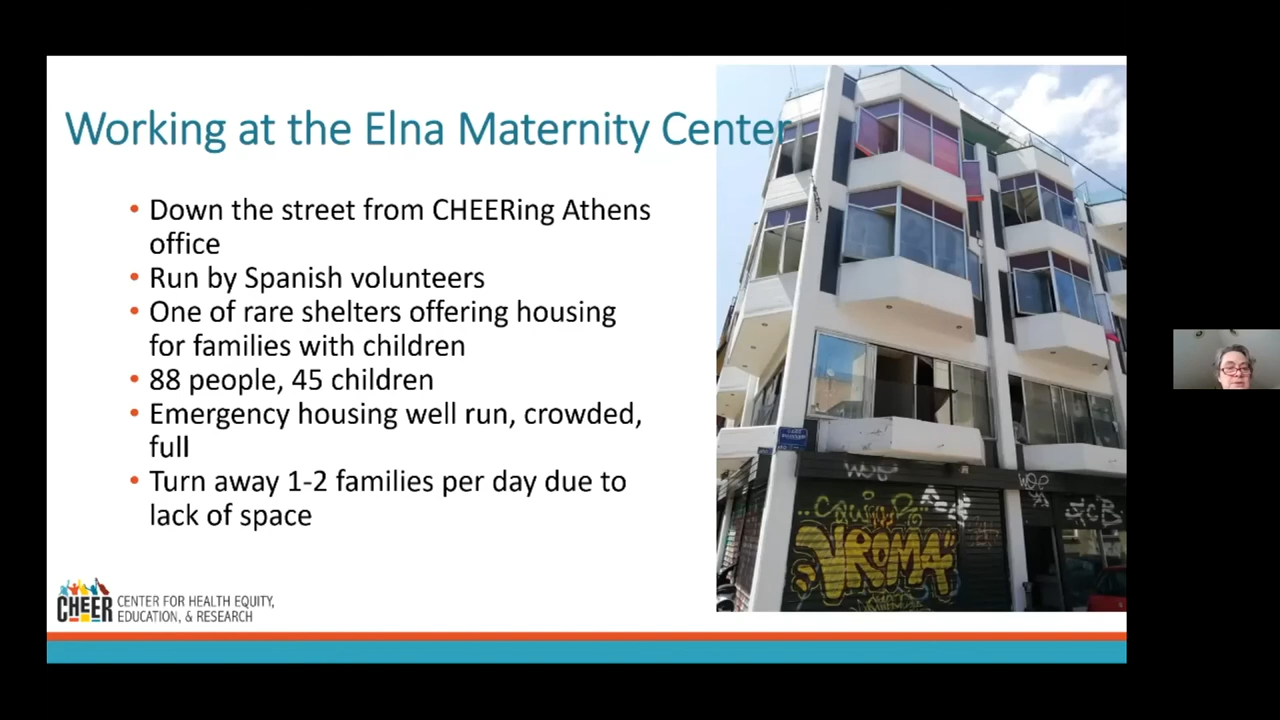 Working at the Elna Maternity Center
• Down the street from CHEERing Athens
office
• Run by Spanish volunteers
• One of rare shelters offering housing
for families with children
• 88 people, 45 children
• Emergency housing well run, crowded,
full
• Turn away 1-2 families per day due to
lack of space
VROMA
CHEER
CENTER FOR HEALTH EQUITY,
EDUCATION, & RESEARCH